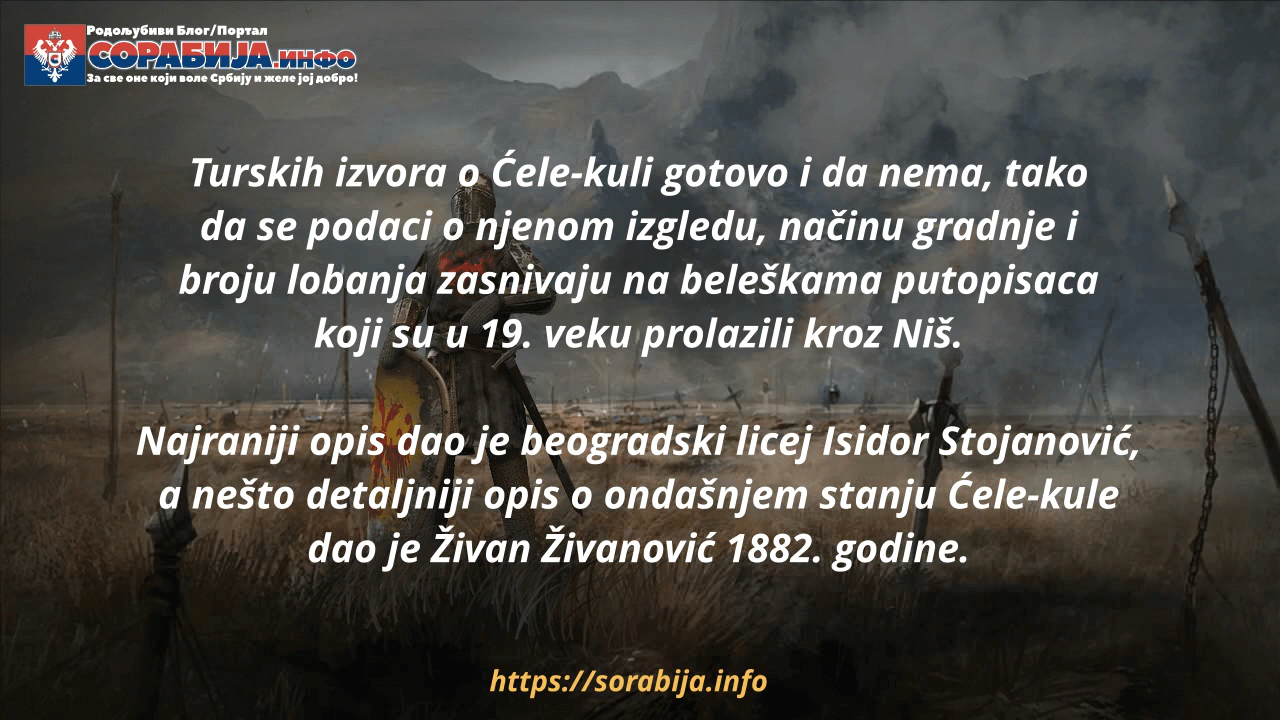 Родољубиви Блог/Портал
СОРАБИЈА.ИНФО
За све оне који воле Србију и желе јој добро!
Turskih izvora o Ćele-kuli gotovo i da nema, tako
da se podaci o njenom izgledu, načinu gradnje i
broju lobanja zasnivaju na beleškama putopisaca
koji su u 19. veku prolazili kroz Niš.
Najraniji opis dao je beogradski licej Isidor Stojanović,
a nešto detaljniji opis o ondašnjem stanju Ćele-kule
dao je Živan Živanović 1882. godine.
https://sorabija.info